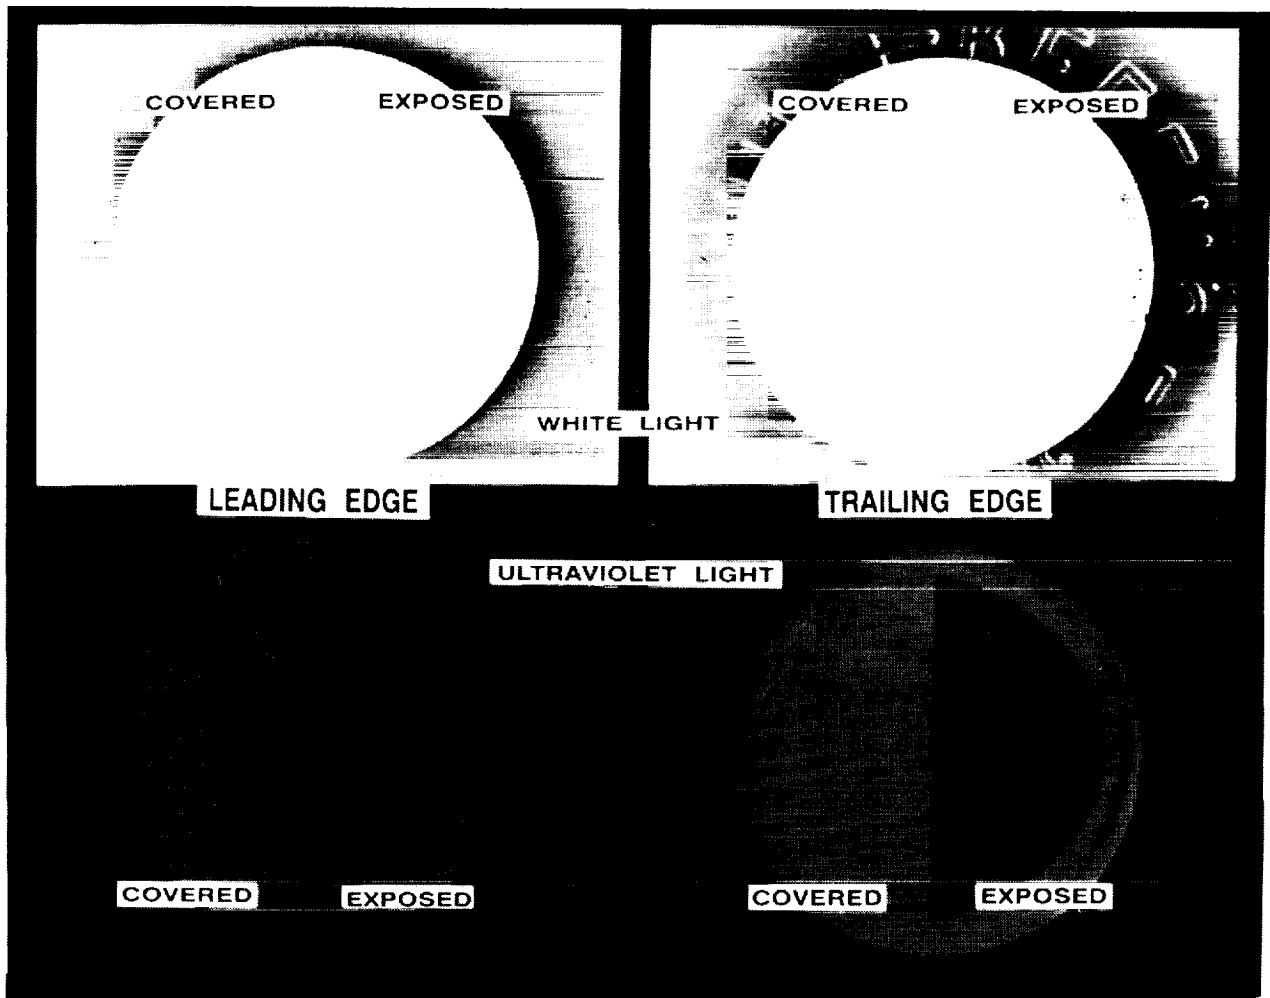 COVERED EXPOSED
COVERED EXPOSED
WHITE LIGHT
LEADING EDGE
TRAILING EDGE
ULTRAVIOLET LIGHT
COVERED EXPOSED
COVERED EXPOSED